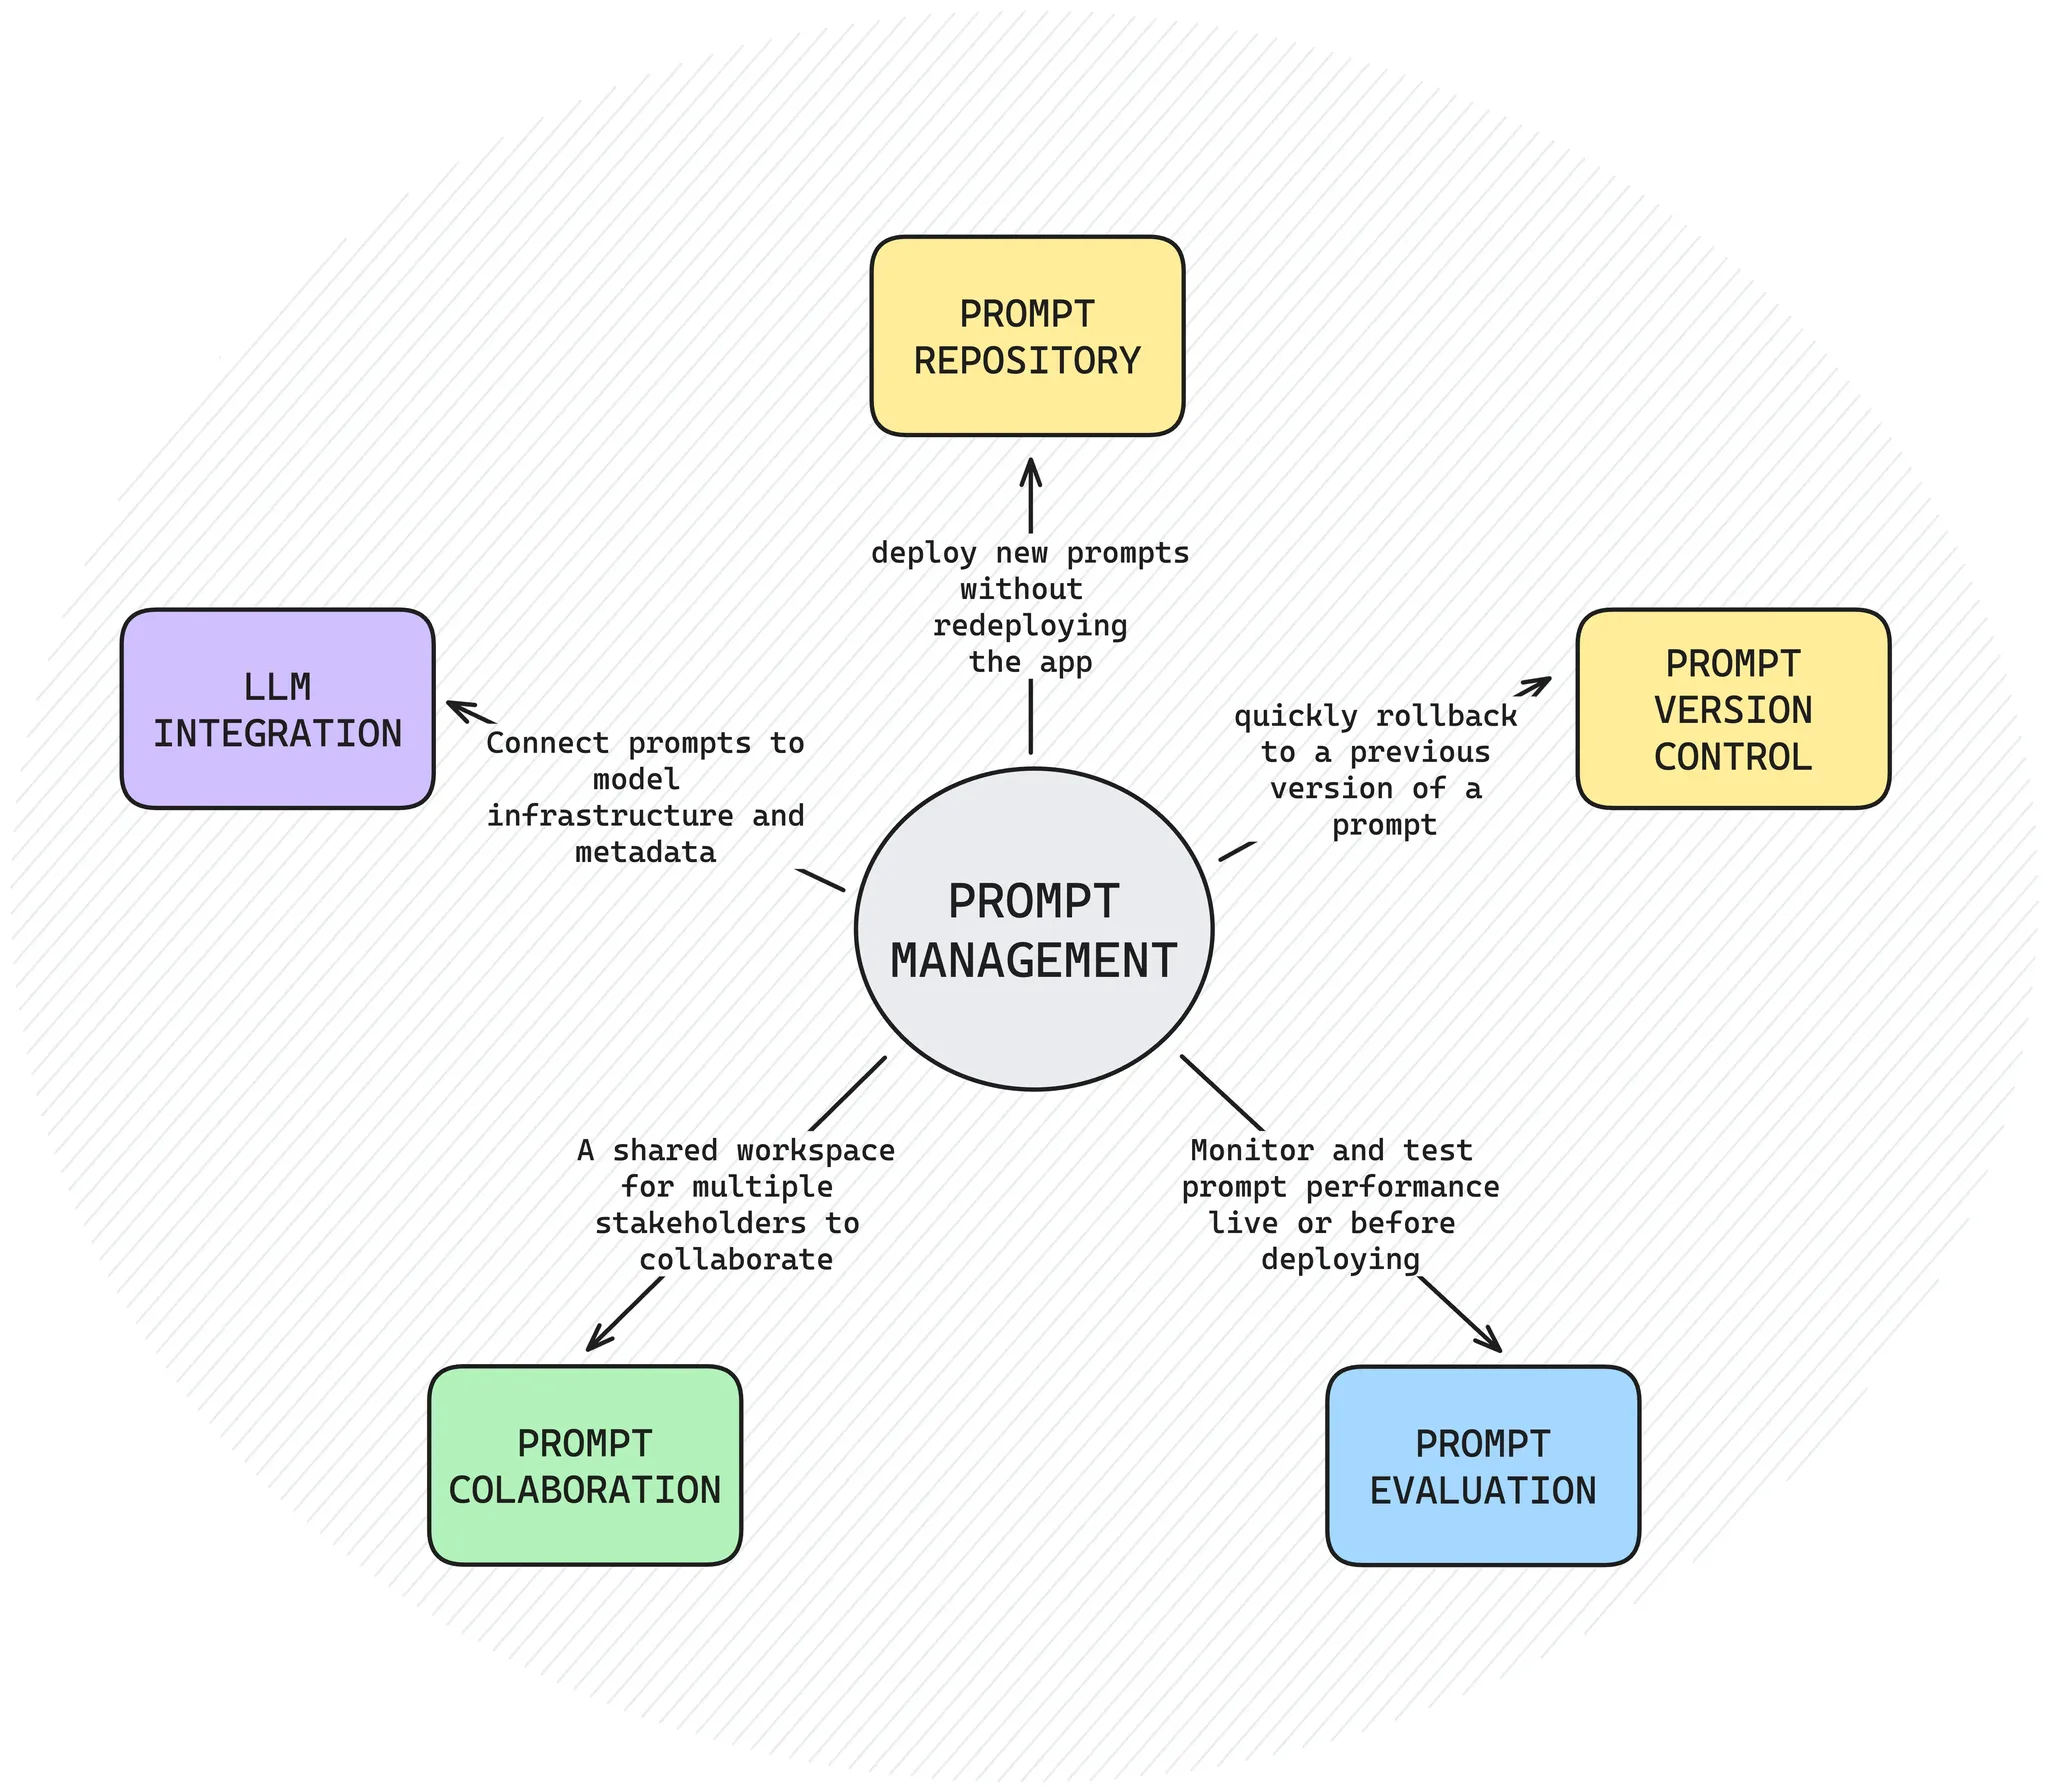 PROMPT
REPOSITORY
deploy new prompts
without
redeploying
the app
LLM
INTEGRATION
Connect prompts to
model
infrastructure and
metadata
PROMPT
VERSION
CONTROL
quickly rollback
to a previous
version of a
prompt
PROMPT
MANAGEMENT
A shared workspace
for multiple
stakeholders to
collaborate
Monitor and test
prompt performance
live or before
deploying
PROMPT
COLABORATION
PROMPT
EVALUATION